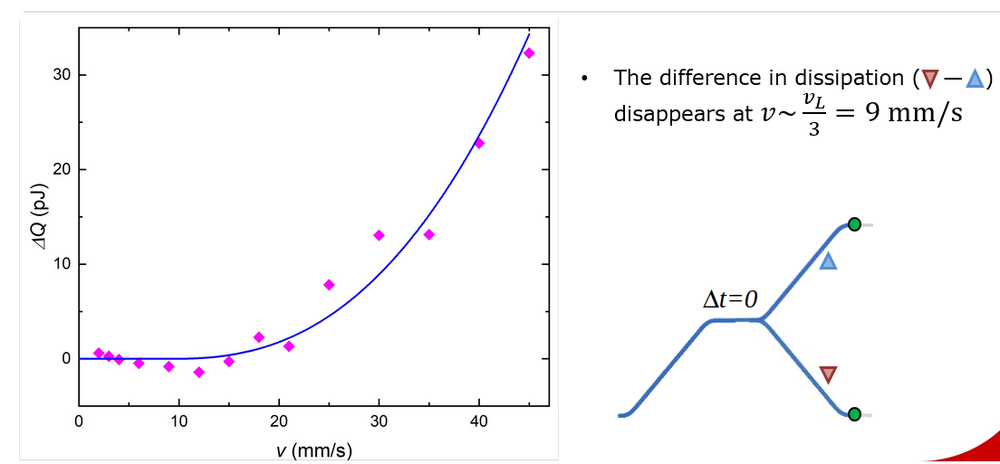 30
20
10
0
ΔQ (pJ)
0 10 20 30 40
v (mm/s)
• The difference in dissipation (▼−▲)
disappears at v~ v_L/3 = 9 mm/s
Δt=0